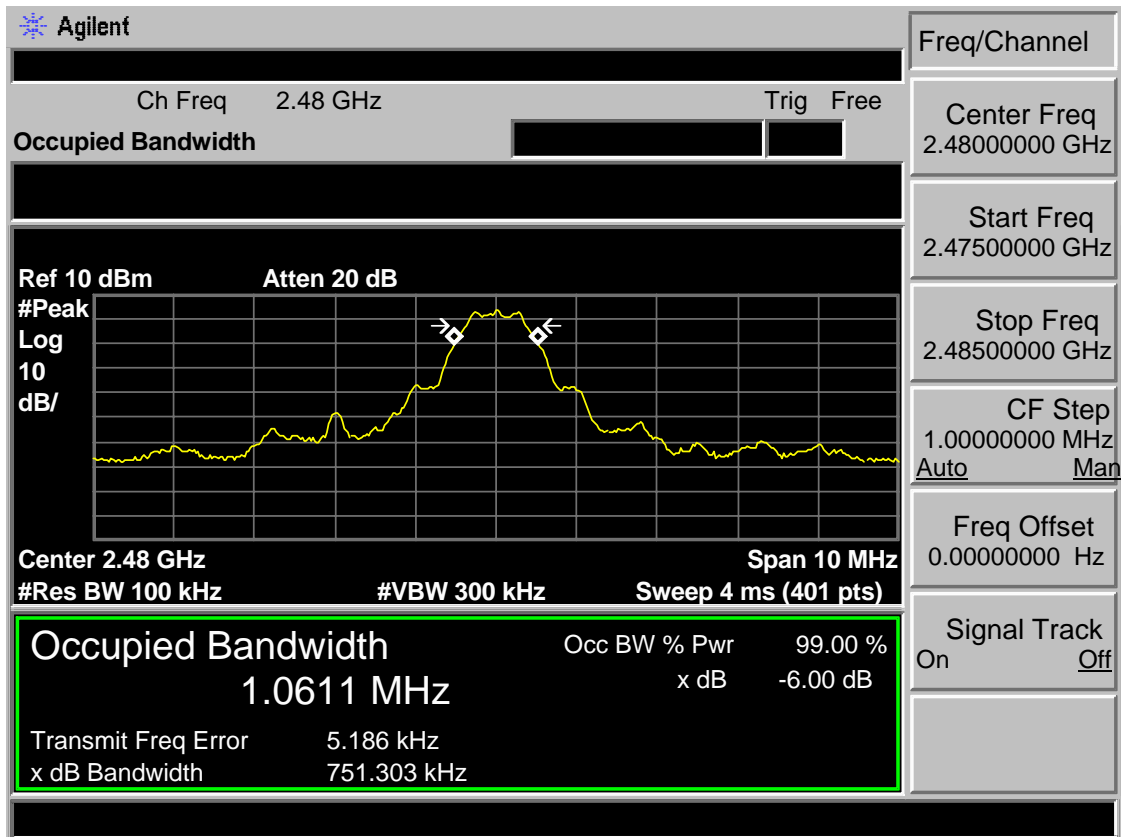 Agilent
Freq/Channel
Ch Freq 2.48 GHz Trig Free
Occupied Bandwidth
Center Freq
2.48000000 GHz
Start Freq
2.47500000 GHz
Stop Freq
2.48500000 GHz
CF Step
1.00000000 MHz
Auto Man
Freq Offset
0.00000000 Hz
Signal Track
On Off
Ref 10 dBm Atten 20 dB
#Peak
Log
10
dB/
Center 2.48 GHz Span 10 MHz
#Res BW 100 kHz #VBW 300 kHz Sweep 4 ms (401 pts)
Occupied Bandwidth Occ BW % Pwr 99.00 %
1.0611 MHz x dB -6.00 dB
Transmit Freq Error 5.186 kHz
x dB Bandwidth 751.303 kHz